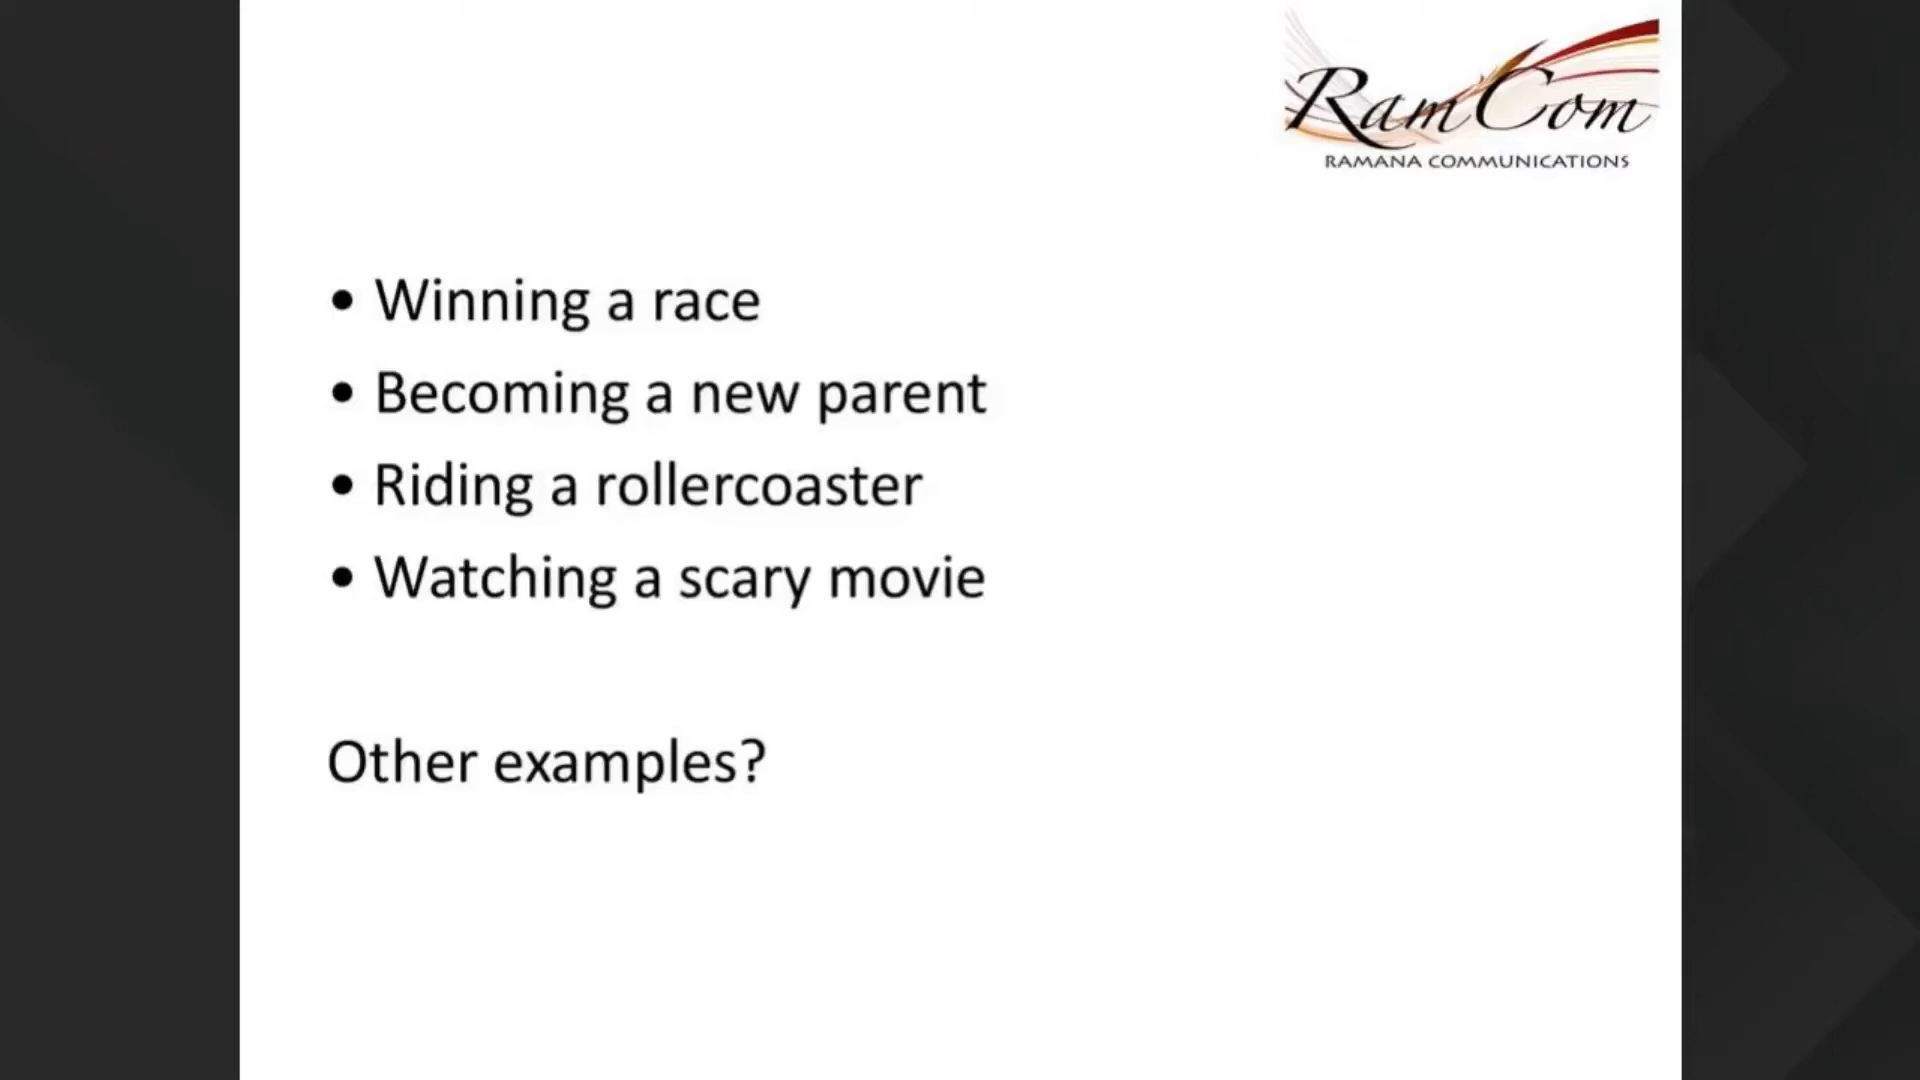 RamCom
RAMANA COMMUNICATIONS
• Winning a race
• Becoming a new parent
• Riding a rollercoaster
• Watching a scary movie
Other examples?